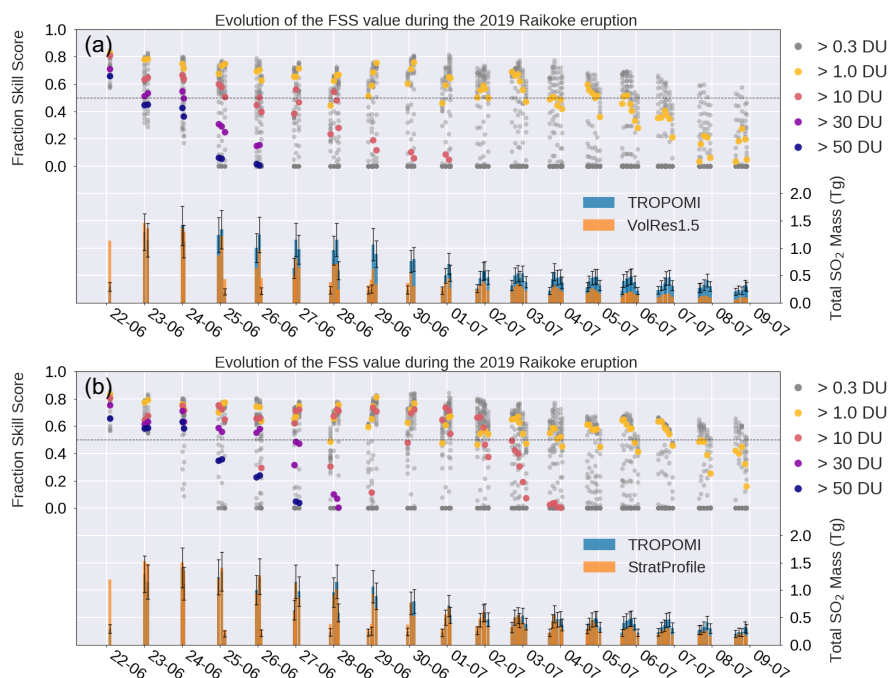 Evolution of the FSS value during the 2019 Raikoke eruption
(a)
Fraction Skill Score
1.0
0.8
0.6
0.4
0.2
0.0
> 0.3 DU
> 1.0 DU
> 10 DU
> 30 DU
> 50 DU
TROPOMI
VolRes1.5
Total SO2 Mass (Tg)
2.0
1.5
1.0
0.5
0.0
22-06 23-06 24-06 25-06 26-06 27-06 28-06 29-06 30-06 01-07 02-07 03-07 04-07 05-07 06-07 07-07 08-07 09-07
Evolution of the FSS value during the 2019 Raikoke eruption
(b)
Fraction Skill Score
1.0
0.8
0.6
0.4
0.2
0.0
> 0.3 DU
> 1.0 DU
> 10 DU
> 30 DU
> 50 DU
TROPOMI
StratProfile
Total SO2 Mass (Tg)
2.0
1.5
1.0
0.5
0.0
22-06 23-06 24-06 25-06 26-06 27-06 28-06 29-06 30-06 01-07 02-07 03-07 04-07 05-07 06-07 07-07 08-07 09-07